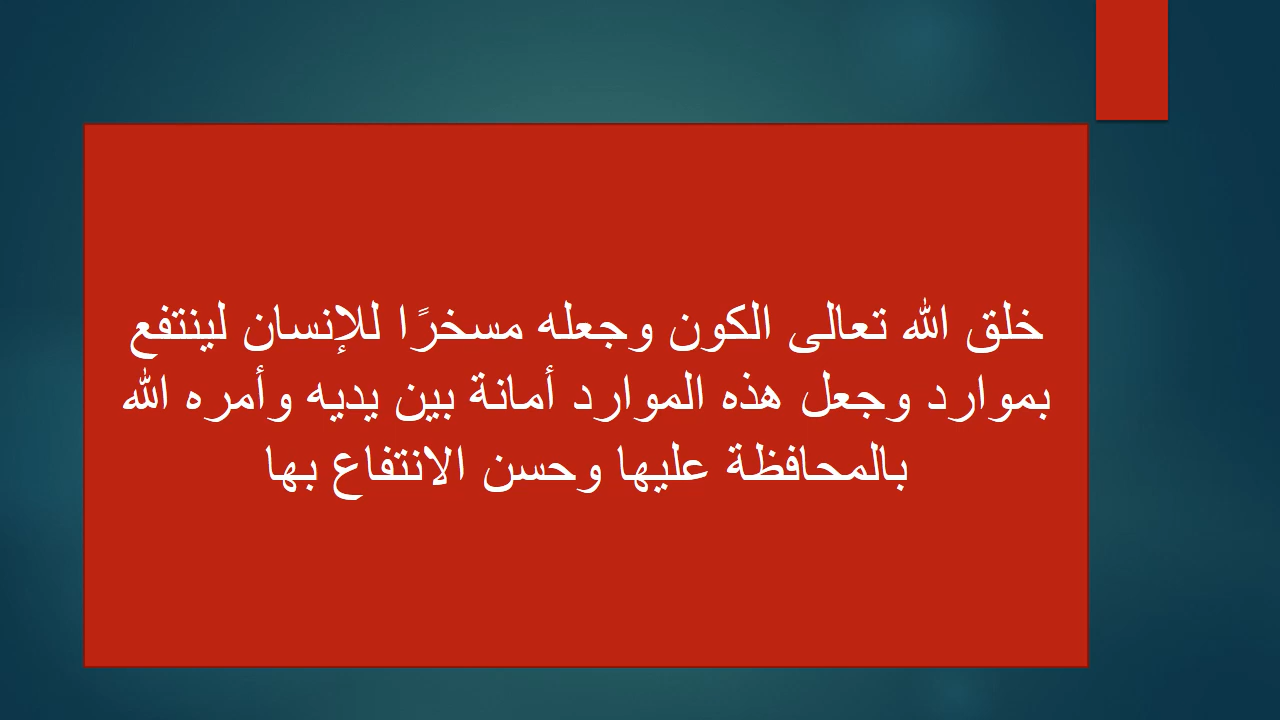 خلق الله تعالى الكون وجعله مسخرًا للإنسان لينتفع
بموارد وجعل هذه الموارد أمانة بين يديه وأمره الله
بالمحافظة عليها وحسن الانتفاع بها